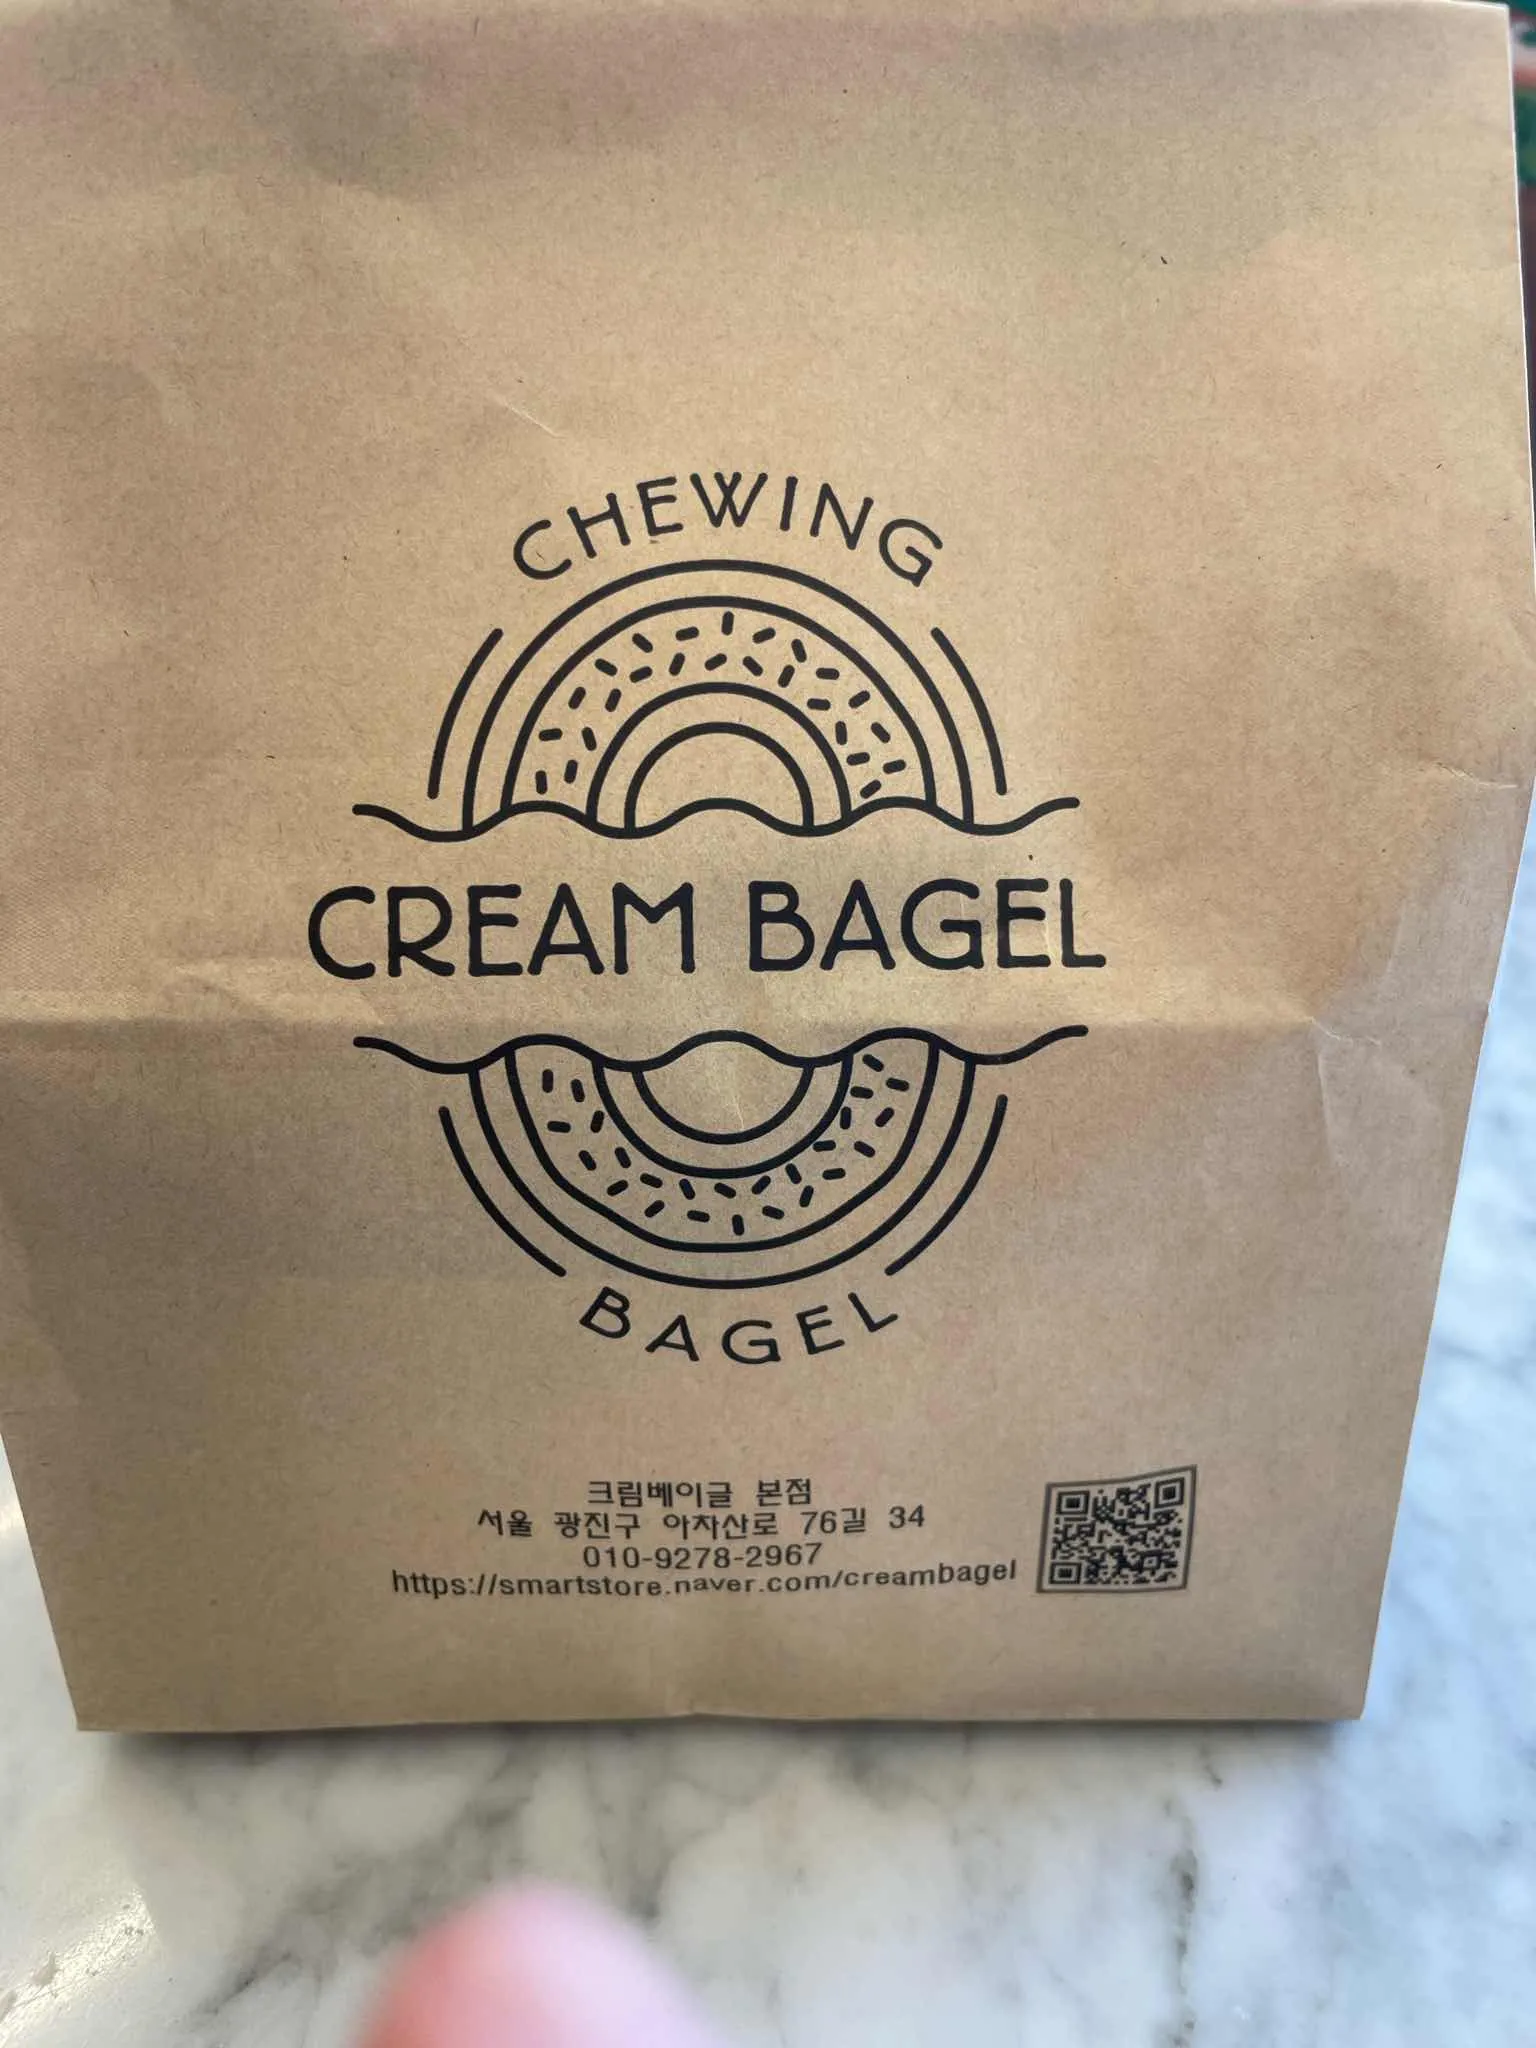 CHEWING
CREAM BAGEL
BAGEL
크림베이글 본점
서울 광진구 아차산로 76길 34
010-9278-2967
https://smartstore.naver.com/creambagel